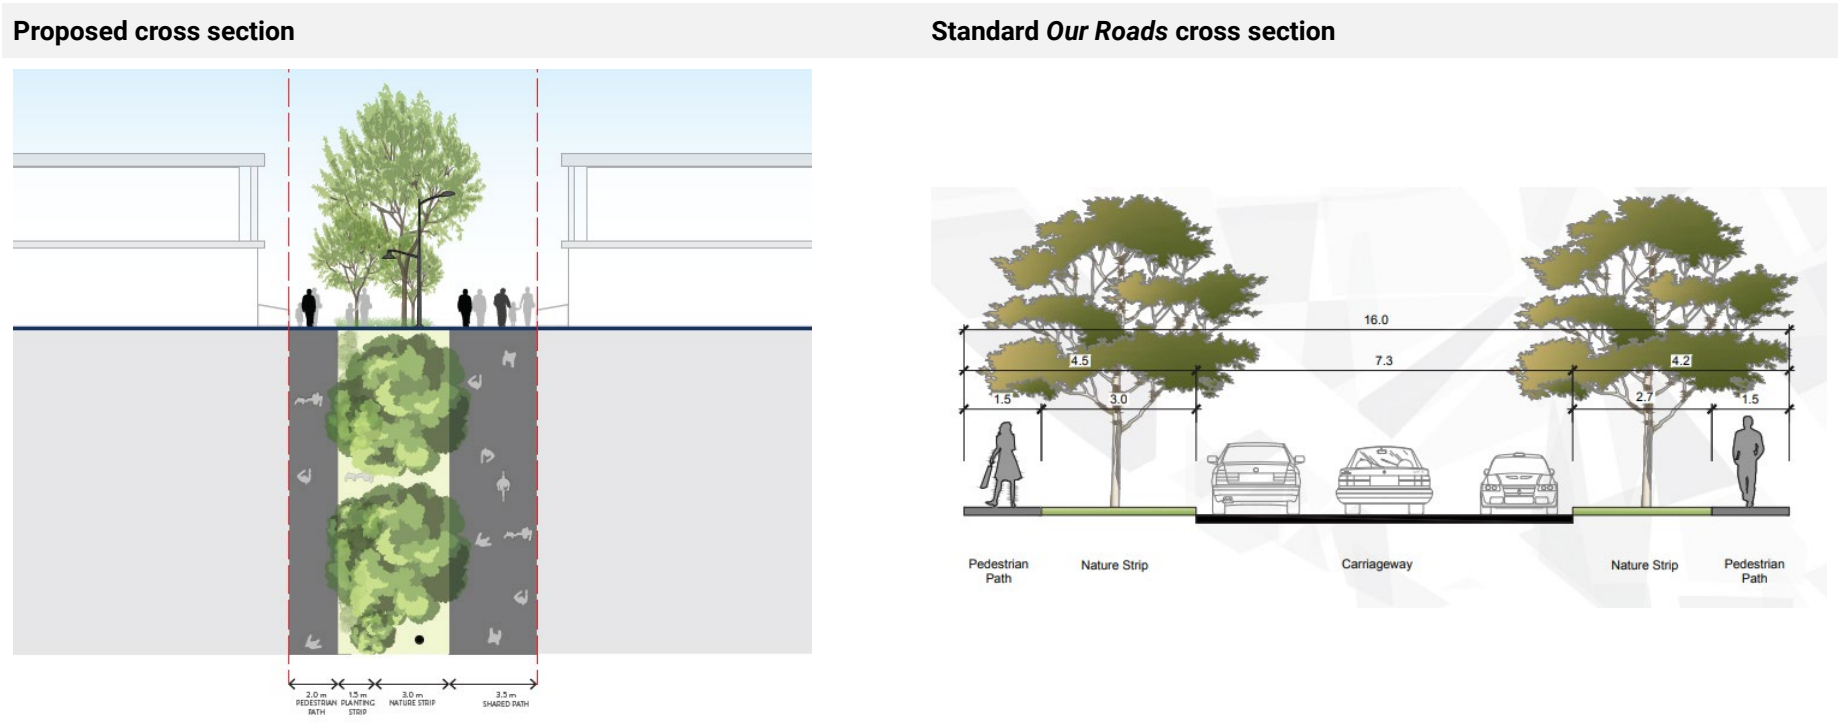 Proposed cross section
Standard Our Roads cross section
16.0
4.5
7.3
4.2
1.5
3.0
2.7
1.5
Pedestrian
Path
Nature Strip
Carriageway
Nature Strip
Pedestrian
Path
2.0 m
PEDESTRIAN
PATH
1.5 m
PLANTING
STRIP
3.0 m
NATURE STRIP
3.5 m
SHARED PATH